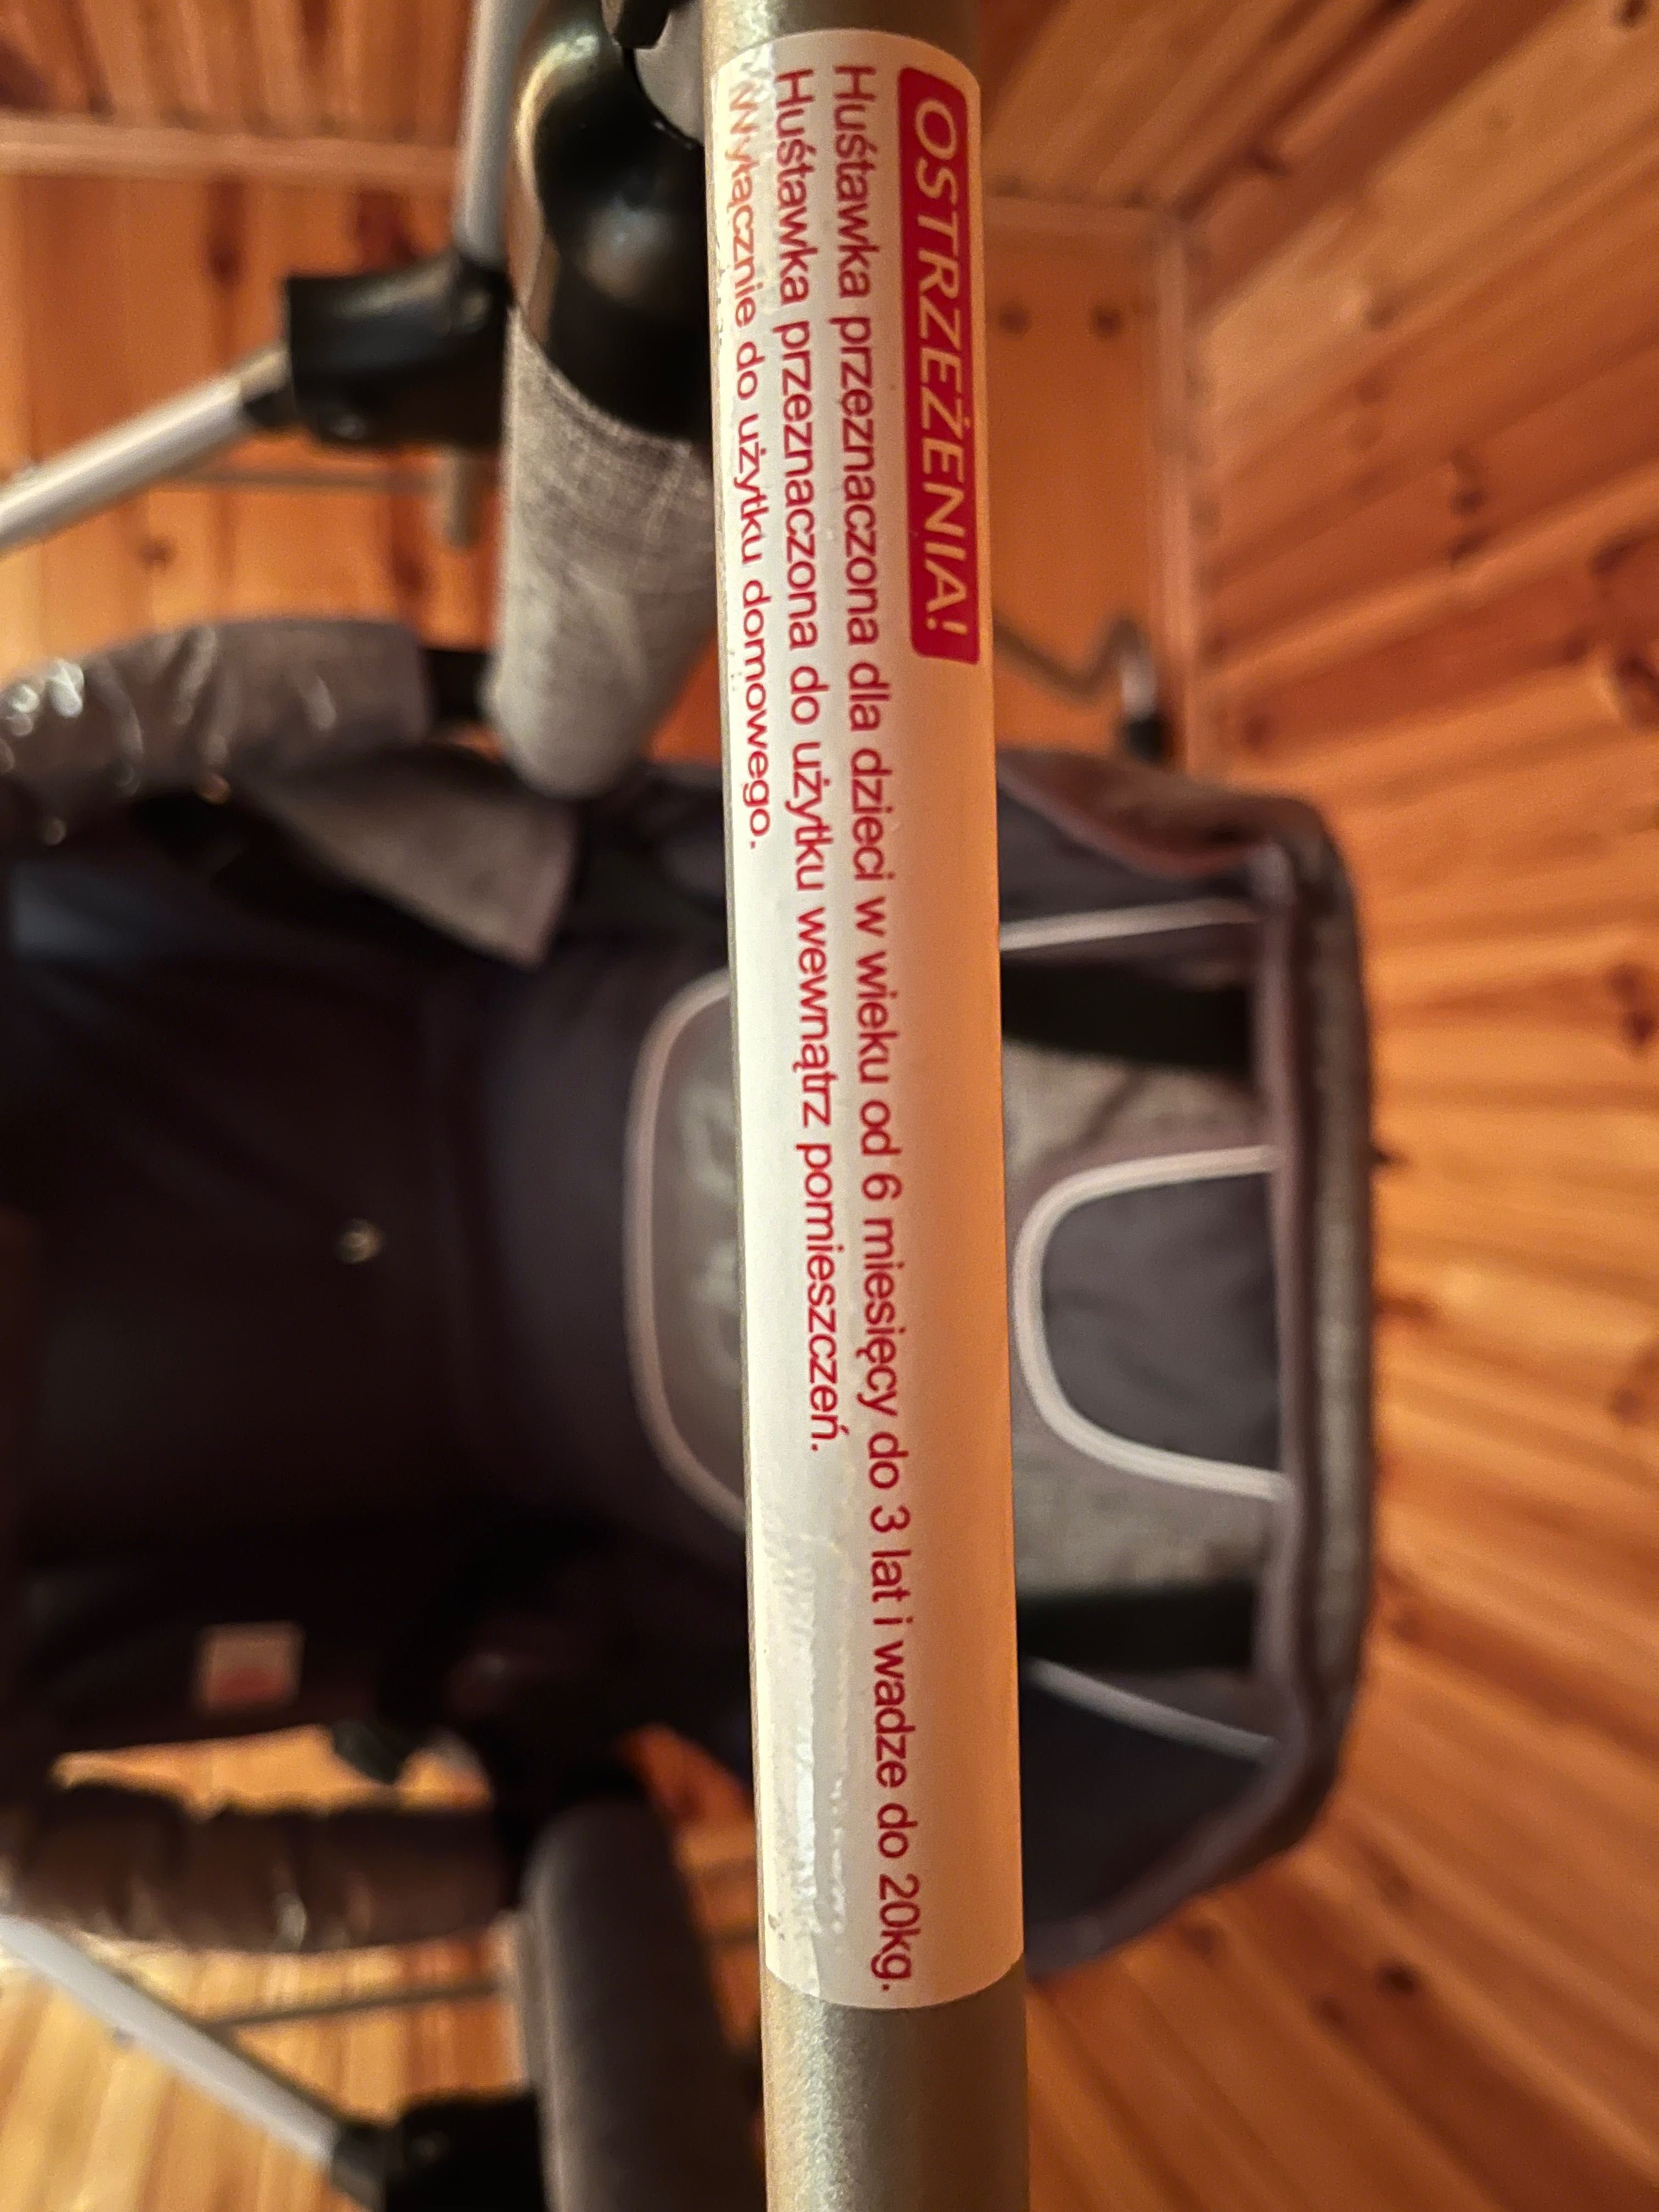 OSTRZEŻENIA!
Huśtawka przęznaczona dla dzieci w wieku od 6 miesięcy do 3 lat i wadze do 20kg.
Huśtawka przeznaczona do użytku wewnątrz pomieszczeń.
Wyłącznie do użytku domowego.